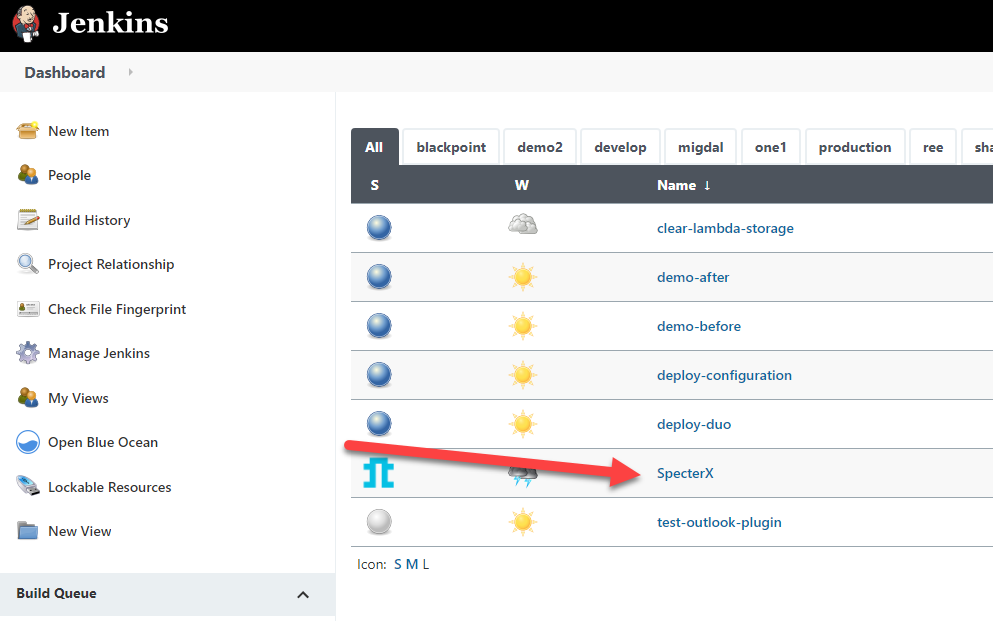 Jenkins
Dashboard
New Item
People
Build History
Project Relationship
Check File Fingerprint
Manage Jenkins
My Views
Open Blue Ocean
Lockable Resources
New View
Build Queue
All blackpoint demo2 develop migdal one1 production ree sha
S W Name ↓
clear-lambda-storage
demo-after
demo-before
deploy-configuration
deploy-duo
SpecterX
test-outlook-plugin
Icon: S M L